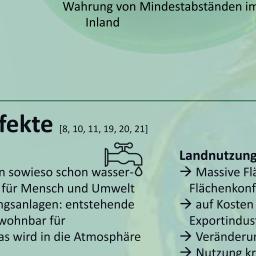 Wahrung von Mindestabständen im
Inland
fekte [8, 10, 11, 19, 20, 21]
n sowieso schon wasser-
für Mensch und Umwelt
ngsanlagen: entstehende
wohnbar für
as wird in die Atmosphäre
Landnutzung
→ Massive Flä
Flächenkonf
→ auf Kosten
Exportindust
→ Veränderun
→ Nutzung kr